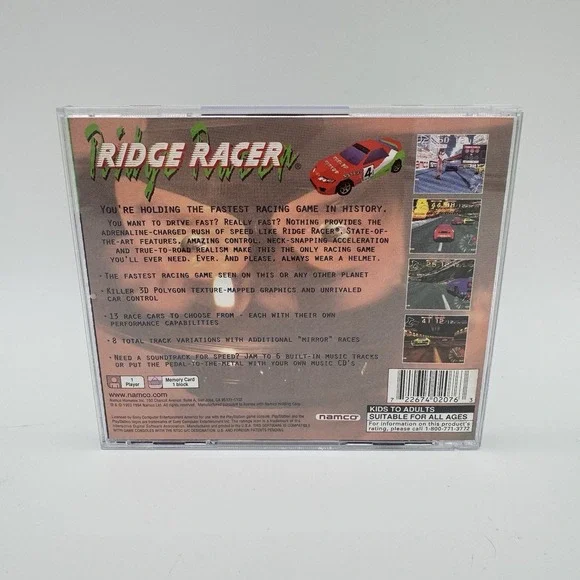 RIDGE RACER®
YOU'RE HOLDING THE FASTEST RACING GAME IN HISTORY.
YOU WANT TO DRIVE FAST? REALLY FAST? NOTHING PROVIDES THE
ADRENALINE-CHARGED RUSH OF SPEED LIKE RIDGE RACER®. STATE-OF-
THE-ART FEATURES, AMAZING CONTROL, NECK-SNAPPING ACCELERATION
AND TRUE-TO-ROAD REALISM MAKE THIS THE ONLY RACING GAME
YOU'LL EVER NEED. EVER. AND PLEASE, ALWAYS WEAR A HELMET.
· THE FASTEST RACING GAME SEEN ON THIS OR ANY OTHER PLANET
· KILLER 3D POLYGON TEXTURE-MAPPED GRAPHICS AND UNRIVALED
CAR CONTROL
· 13 RACE CARS TO CHOOSE FROM - EACH WITH THEIR OWN
PERFORMANCE CAPABILITIES
· 8 TOTAL TRACK VARIATIONS WITH ADDITIONAL "MIRROR" RACES
· NEED A SOUNDTRACK FOR SPEED? JAM TO 6 BUILT-IN MUSIC TRACKS
OR PUT THE PEDAL-TO-THE-METAL WITH YOUR OWN MUSIC CD'S
1
Player
Memory Card
1 block
www.namco.com
namco®
7 22674 02076 3
KIDS TO ADULTS
SUITABLE FOR ALL AGES
For information on this product's
rating, please call 1-800-771-3772
4